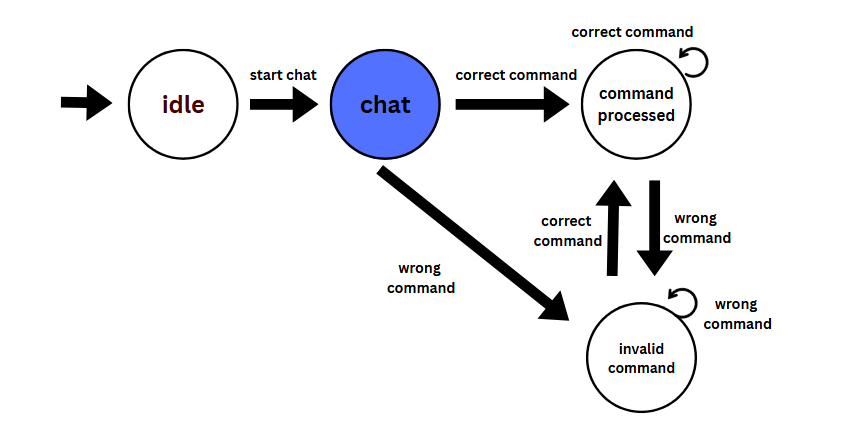 correct command
start chat
correct command
idle
chat
command
processed
correct
command
wrong
command
wrong
command
wrong
command
invalid
command